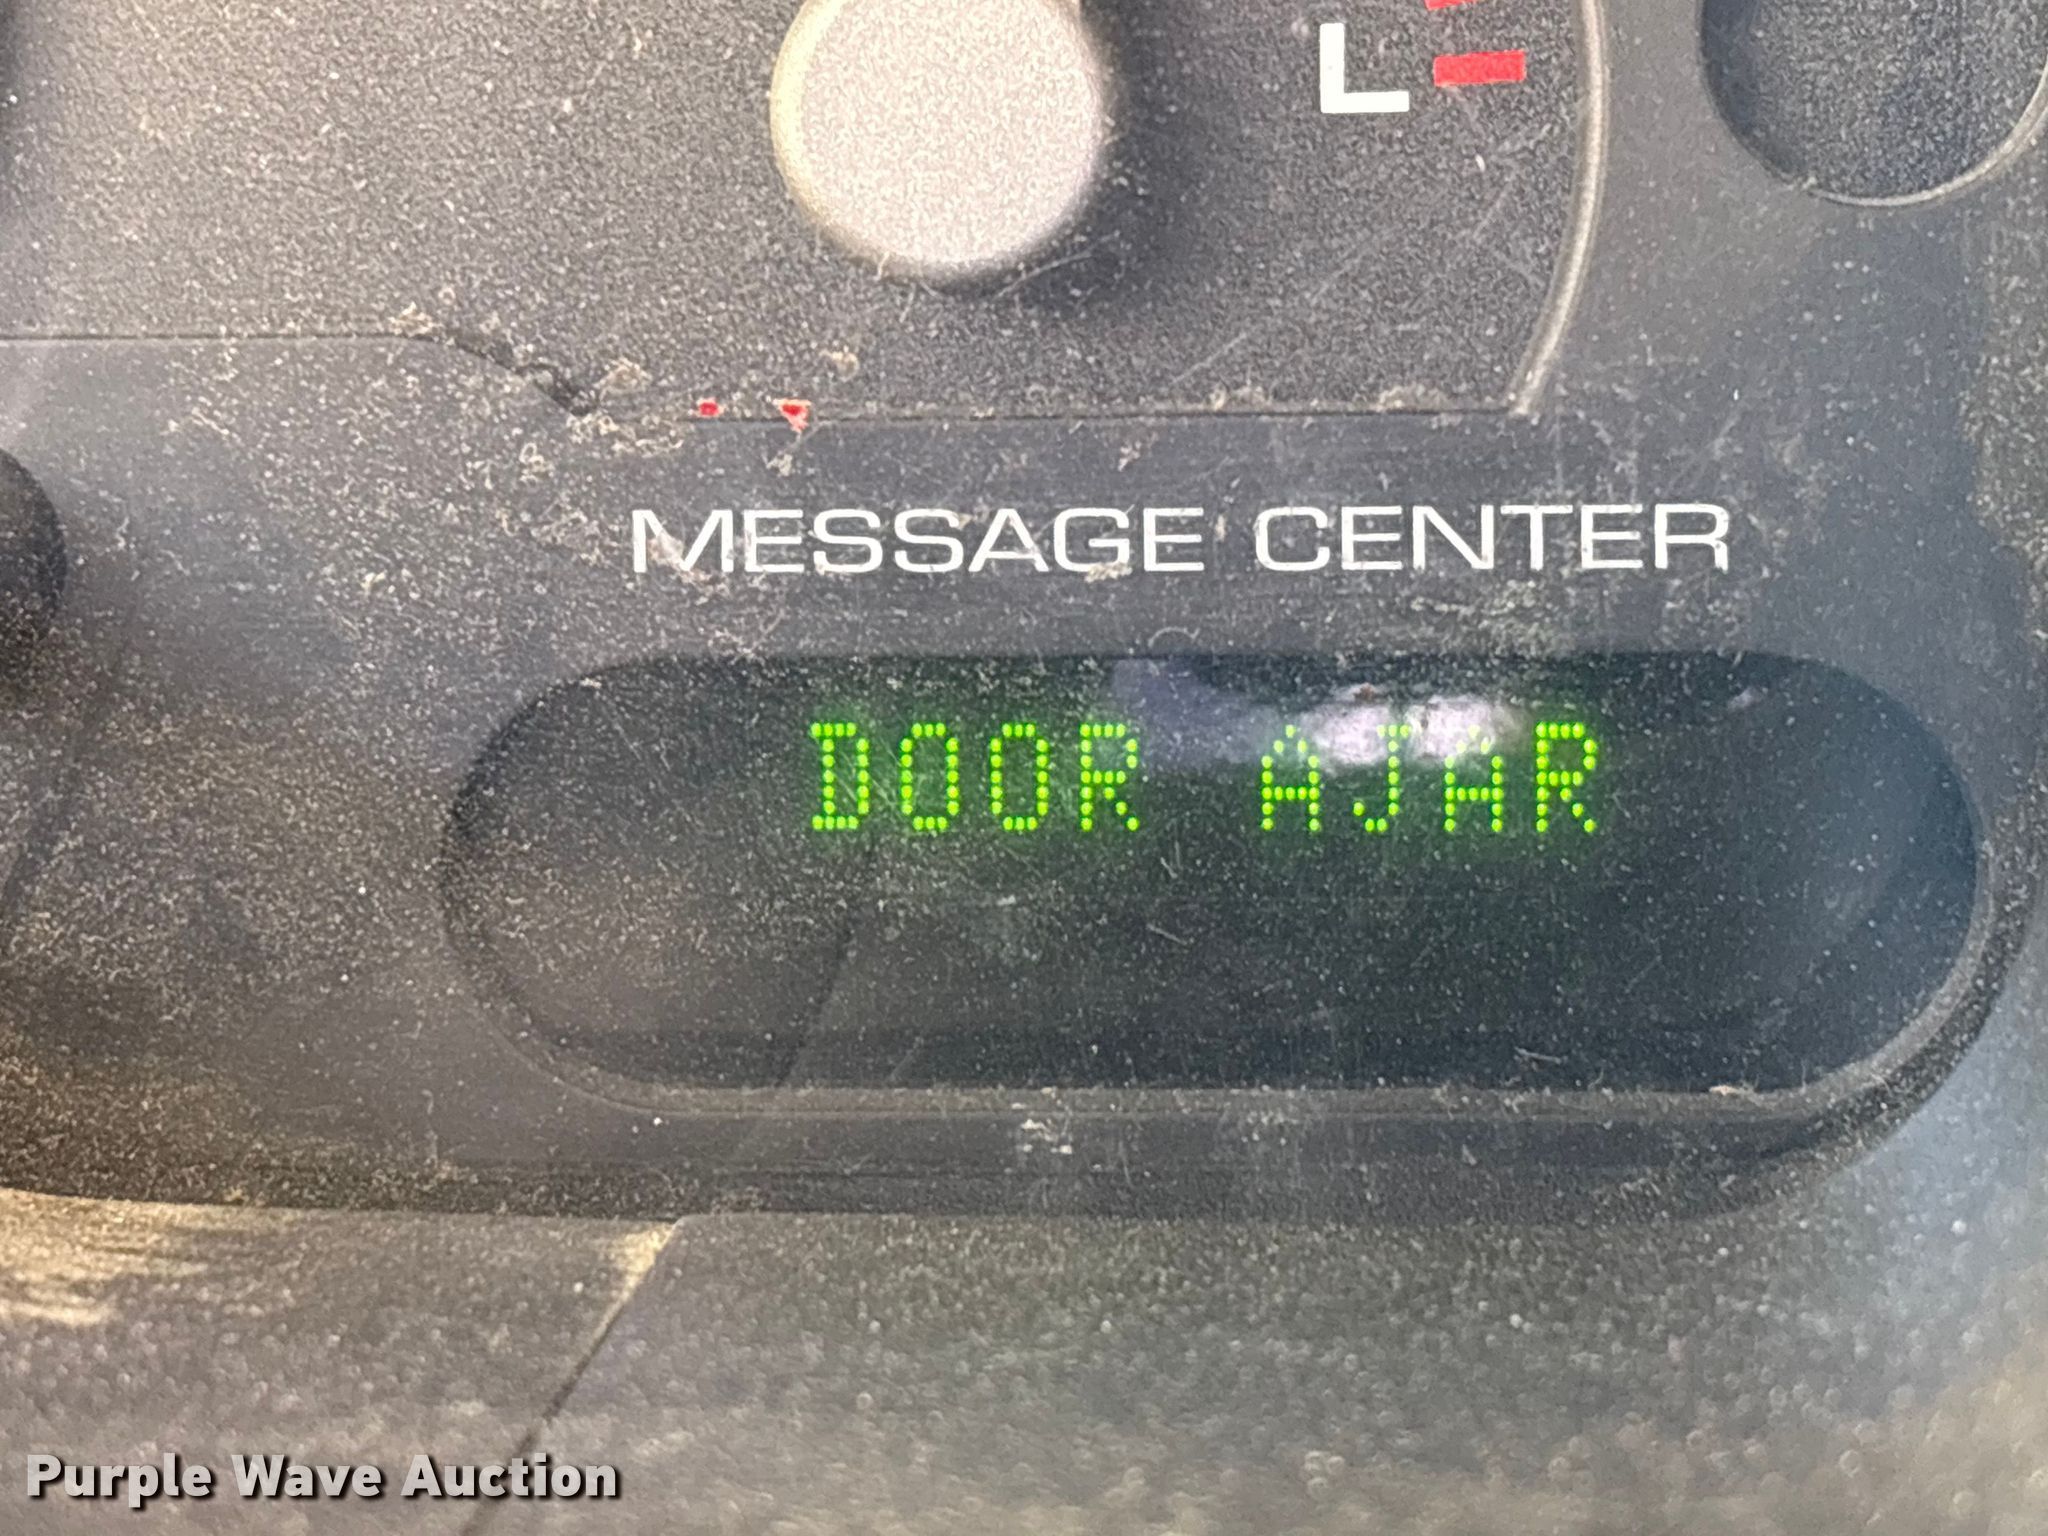 L
MESSAGE CENTER
DOOR AJAR
Purple Wave Auction